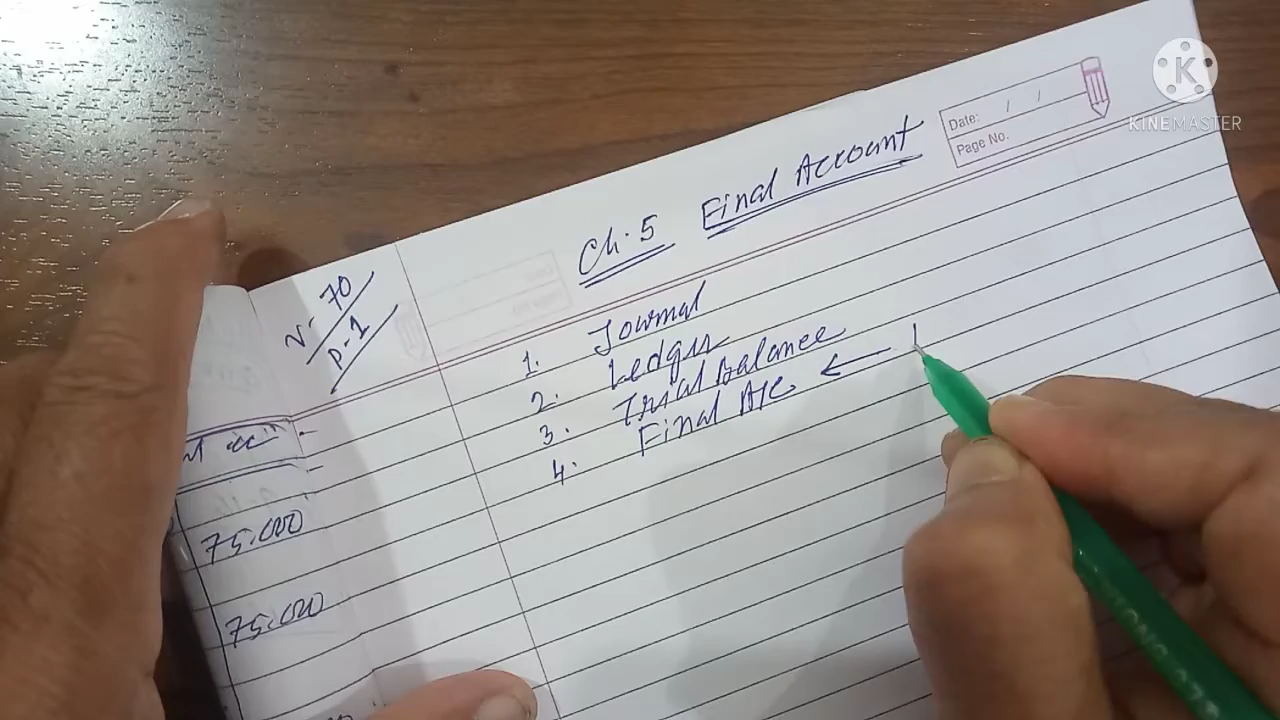 K
KINEMASTER
Date: / /
Page No.
Ch. 5 Final Account
V- 70
P-1
1. Journal
2. Ledger
3. Trial Balance
4. Final A/c. ←
75.000
75.000